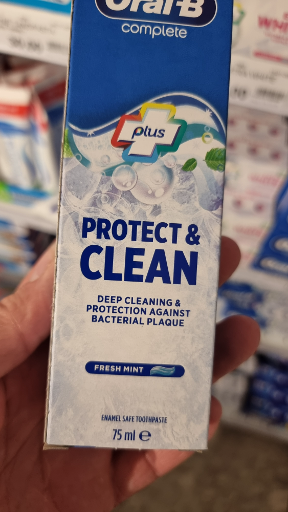 Oral-B
complete
plus
PROTECT &
CLEAN
DEEP CLEANING &
PROTECTION AGAINST
BACTERIAL PLAQUE
FRESH MINT
ENAMEL SAFE TOOTHPASTE
75 ml ℮